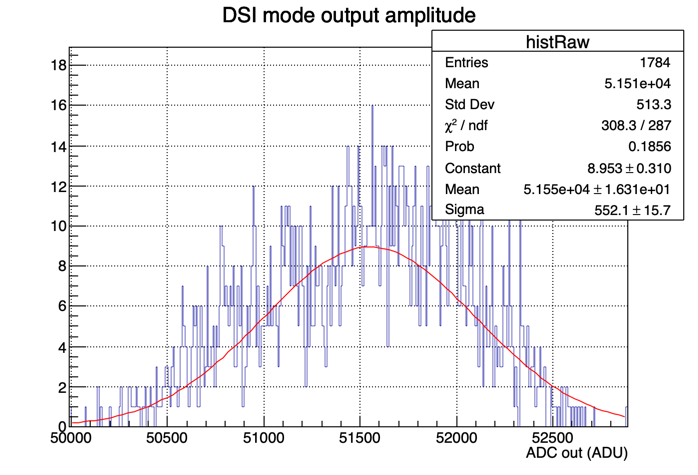 DSI mode output amplitude
histRaw
Entries 1784
Mean 5.151e+04
Std Dev 513.3
χ² / ndf 308.3 / 287
Prob 0.1856
Constant 8.953 ± 0.310
Mean 5.155e+04 ± 1.631e+01
Sigma 552.1 ± 15.7
18
16
14
12
10
8
6
4
2
0
50000 50500 51000 51500 52000 52500
ADC out (ADU)